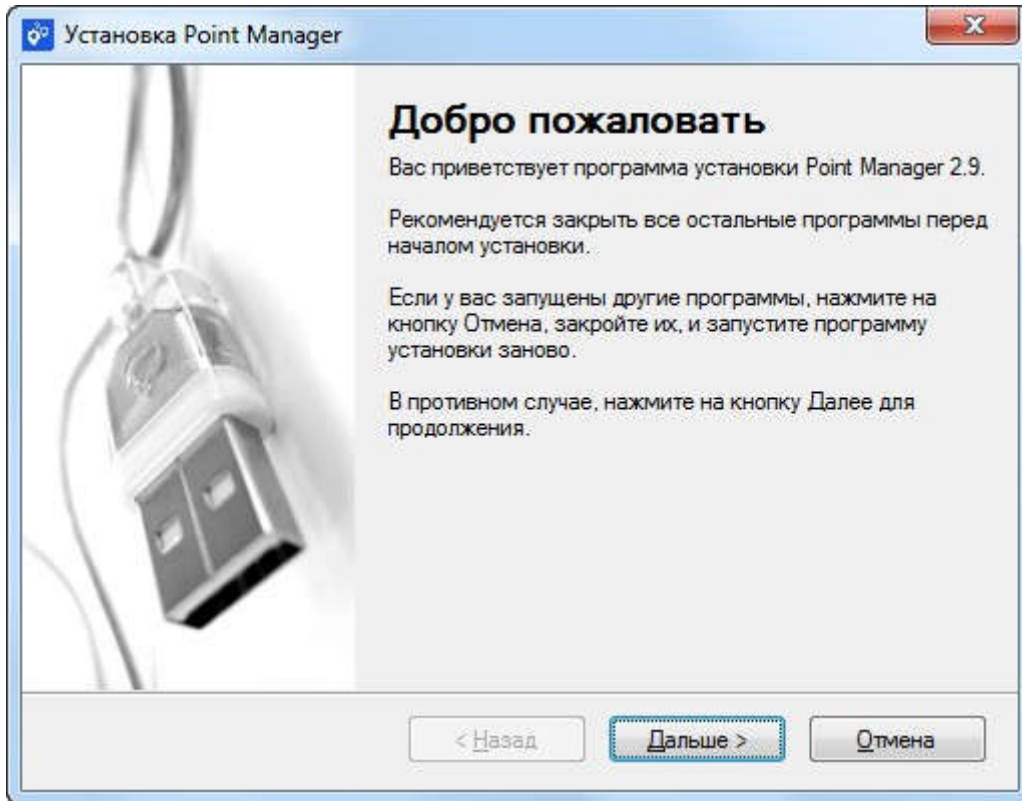 Установка Point Manager
Добро пожаловать
Вас приветствует программа установки Point Manager 2.9.
Рекомендуется закрыть все остальные программы перед
началом установки.
Если у вас запущены другие программы, нажмите на
кнопку Отмена, закройте их, и запустите программу
установки заново.
В противном случае, нажмите на кнопку Далее для
продолжения.
< Назад
Дальше >
Отмена